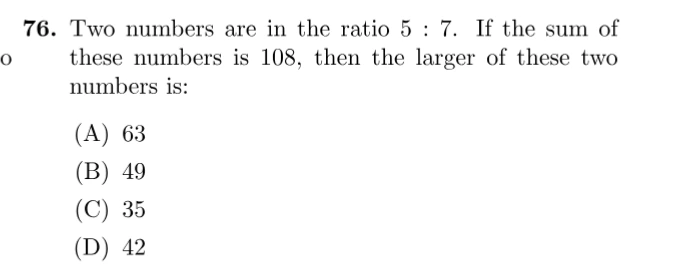 76. Two numbers are in the ratio 5 : 7. If the sum of
o these numbers is 108, then the larger of these two
numbers is:
(A) 63
(B) 49
(C) 35
(D) 42